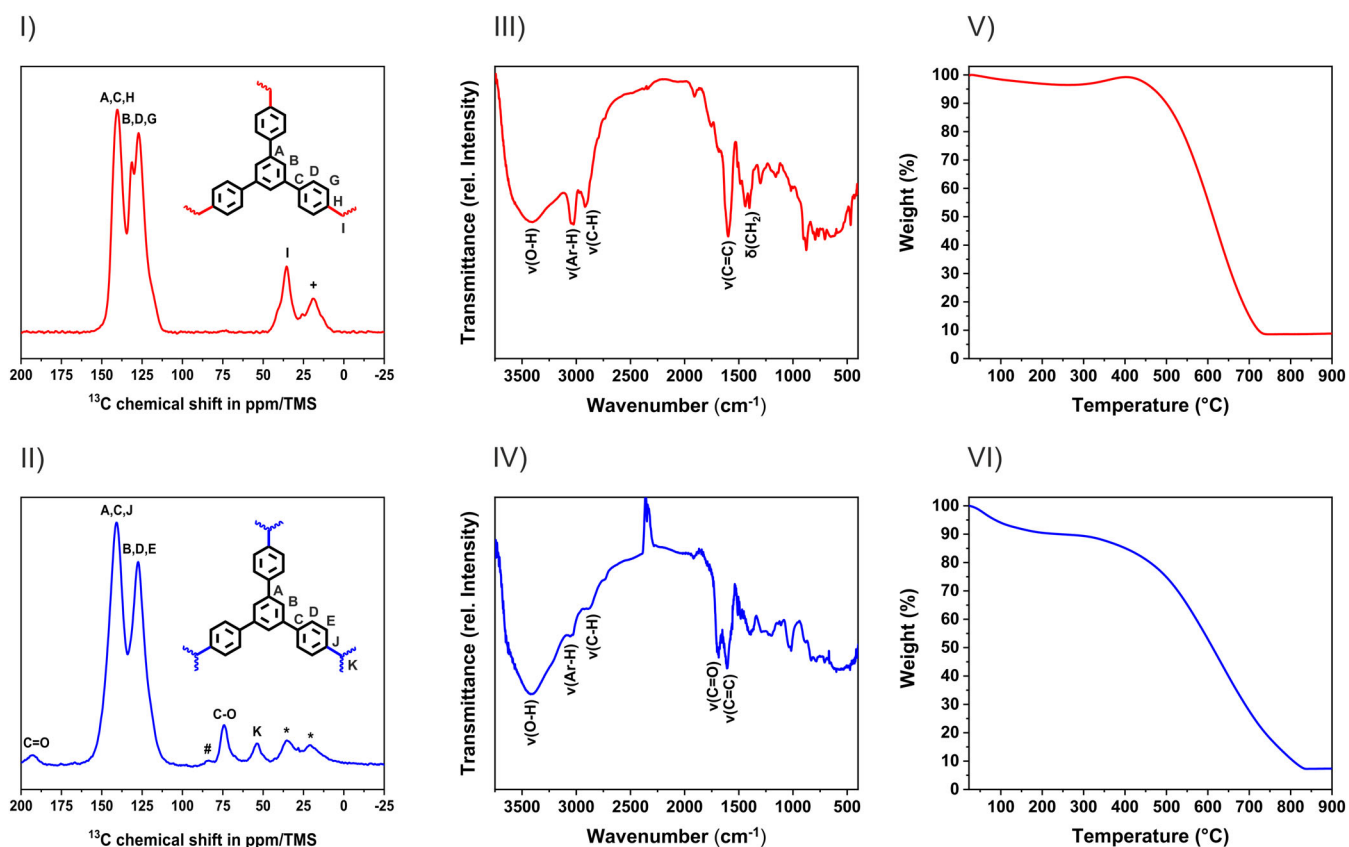 I)
A,C,H
B,D,G
A
B
C
D
G
H
I
I
+
200 175 150 125 100 75 50 25 0 -25
¹³C chemical shift in ppm/TMS
III)
Transmittance (rel. Intensity)
ν(O-H)
ν(Ar-H)
ν(C-H)
ν(C=C)
δ(CH₂)
3500 3000 2500 2000 1500 1000 500
Wavenumber (cm⁻¹)
V)
Weight (%)
100
90
80
70
60
50
40
30
20
10
0
100 200 300 400 500 600 700 800 900
Temperature (°C)
II)
A,C,J
B,D,E
A
B
C
D
E
J
K
C=O
#
C-O
K
*
*
200 175 150 125 100 75 50 25 0 -25
¹³C chemical shift in ppm/TMS
IV)
Transmittance (rel. Intensity)
ν(O-H)
ν(Ar-H)
ν(C-H)
ν(C=O)
ν(C=C)
3500 3000 2500 2000 1500 1000 500
Wavenumber (cm⁻¹)
VI)
Weight (%)
100
90
80
70
60
50
40
30
20
10
0
100 200 300 400 500 600 700 800 900
Temperature (°C)